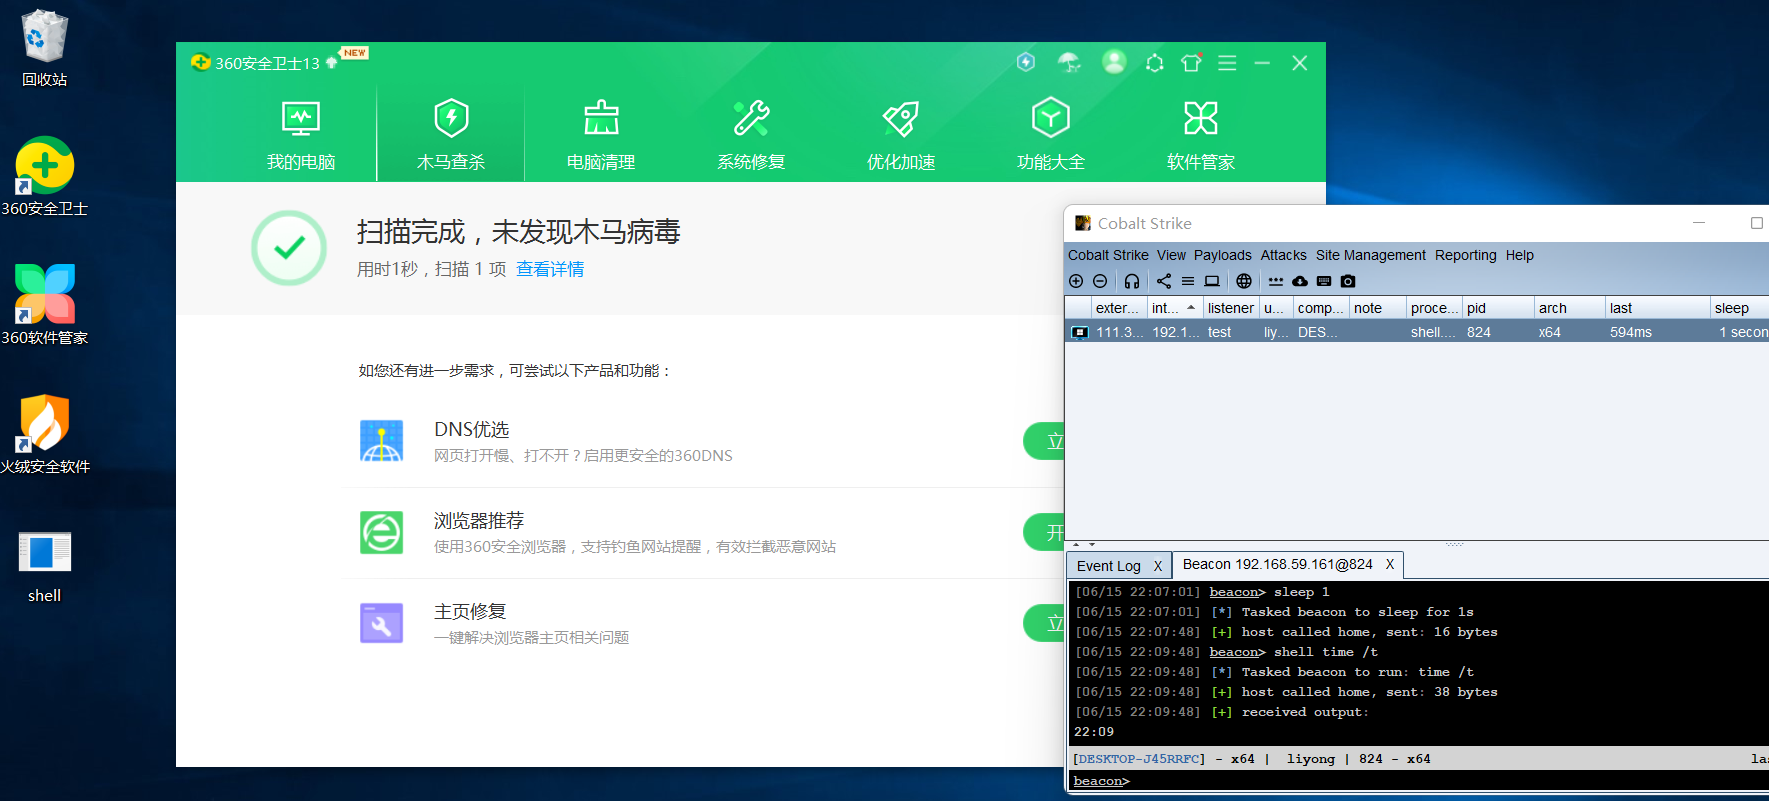 回收站
360安全卫士
360软件管家
火绒安全软件
shell
360安全卫士13
NEW
我的电脑
木马查杀
电脑清理
系统修复
优化加速
功能大全
软件管家
扫描完成，未发现木马病毒
用时1秒，扫描 1 项 查看详情
如您还有进一步需求，可尝试以下产品和功能：
DNS优选
网页打开慢、打不开？启用更安全的360DNS
立
浏览器推荐
使用360安全浏览器，支持钓鱼网站提醒，有效拦截恶意网站
开
主页修复
一键解决浏览器主页相关问题
立
Cobalt Strike
Cobalt Strike View Payloads Attacks Site Management Reporting Help
exter... int... listener u... comp... note proce... pid arch last sleep
111.3... 192.1... test liy... DES... shell.... 824 x64 594ms 1 secon
Event Log X Beacon 192.168.59.161@824 X
[06/15 22:07:01] beacon> sleep 1
[06/15 22:07:01] [*] Tasked beacon to sleep for 1s
[06/15 22:07:48] [+] host called home, sent: 16 bytes
[06/15 22:09:48] beacon> shell time /t
[06/15 22:09:48] [*] Tasked beacon to run: time /t
[06/15 22:09:48] [+] host called home, sent: 38 bytes
[06/15 22:09:48] [+] received output:
22:09
[DESKTOP-J45RRFC] - x64 | liyong | 824 - x64 las
beacon>